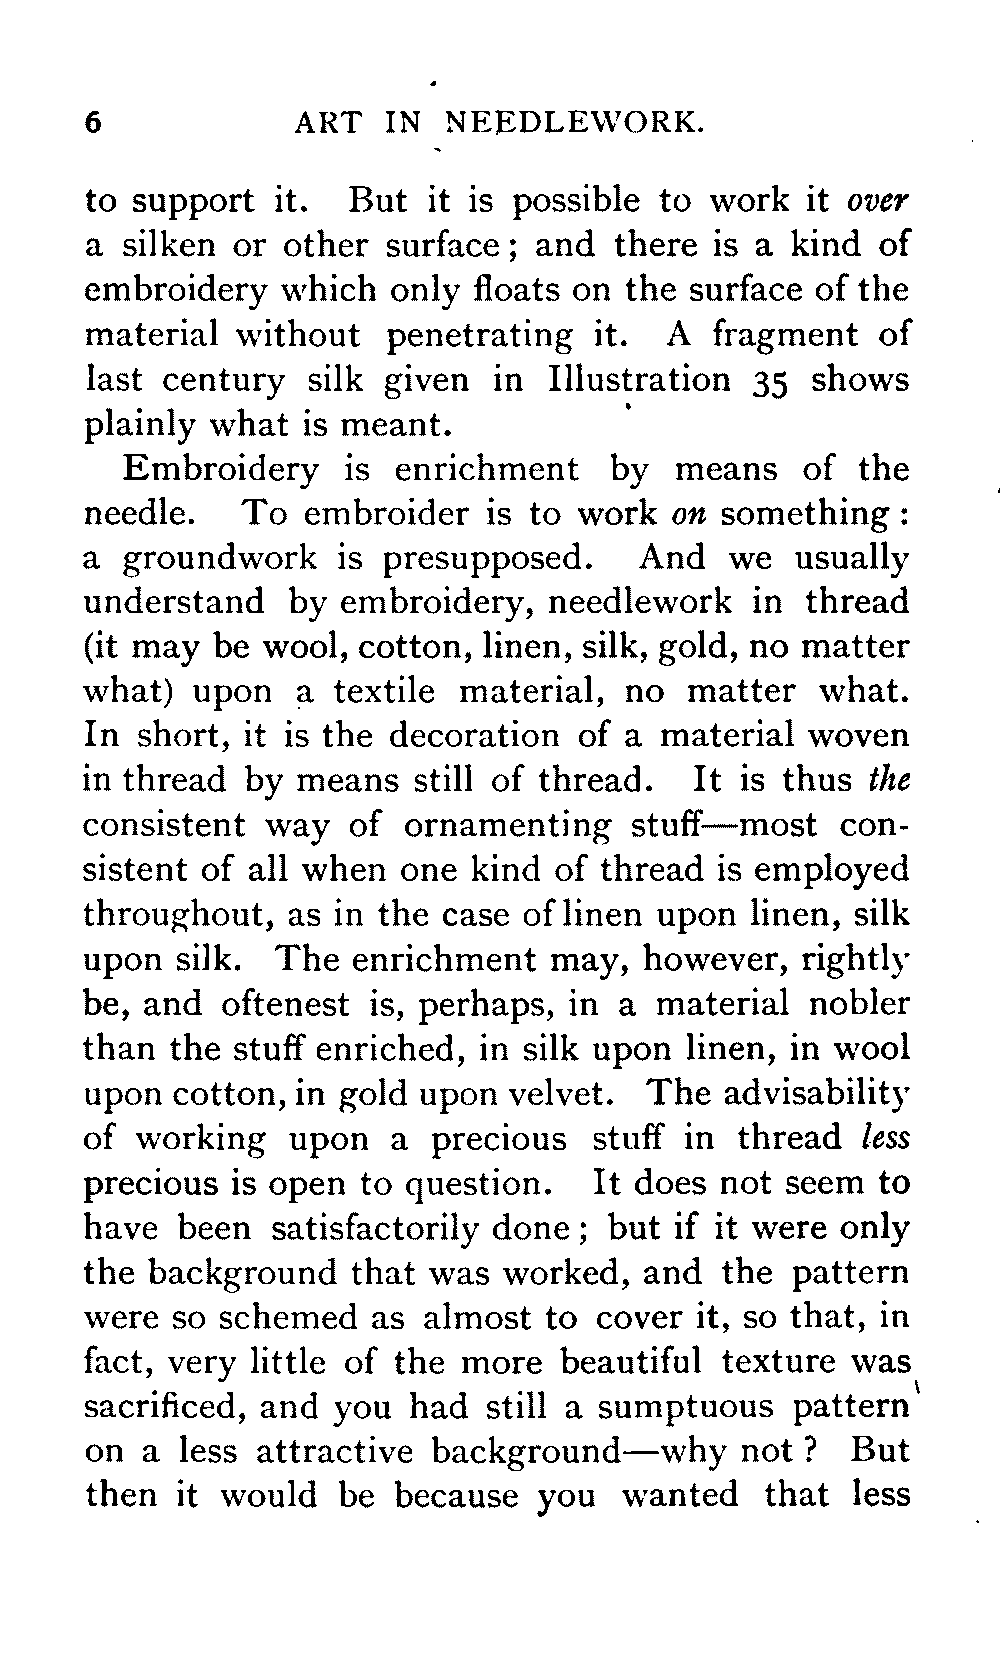 6 ART IN NEEDLEWORK.
to support it. But it is possible to work it over
a silken or other surface; and there is a kind of
embroidery which only floats on the surface of the
material without penetrating it. A fragment of
last century silk given in Illustration 35 shows
plainly what is meant.
Embroidery is enrichment by means of the
needle. To embroider is to work on something:
a groundwork is presupposed. And we usually
understand by embroidery, needlework in thread
(it may be wool, cotton, linen, silk, gold, no matter
what) upon a textile material, no matter what.
In short, it is the decoration of a material woven
in thread by means still of thread. It is thus the
consistent way of ornamenting stuff—most con-
sistent of all when one kind of thread is employed
throughout, as in the case of linen upon linen, silk
upon silk. The enrichment may, however, rightly
be, and oftenest is, perhaps, in a material nobler
than the stuff enriched, in silk upon linen, in wool
upon cotton, in gold upon velvet. The advisability
of working upon a precious stuff in thread less
precious is open to question. It does not seem to
have been satisfactorily done; but if it were only
the background that was worked, and the pattern
were so schemed as almost to cover it, so that, in
fact, very little of the more beautiful texture was
sacrificed, and you had still a sumptuous pattern
on a less attractive background—why not? But
then it would be because you wanted that less